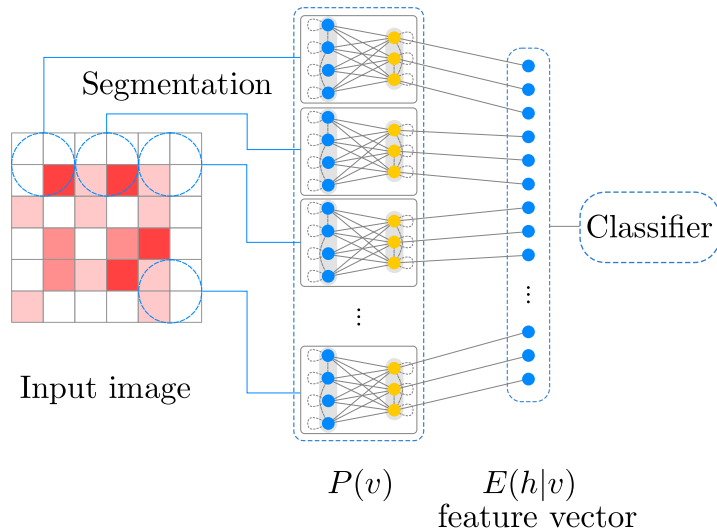 Segmentation
Classifier
Input image
P(v)
E(h|v)
feature vector